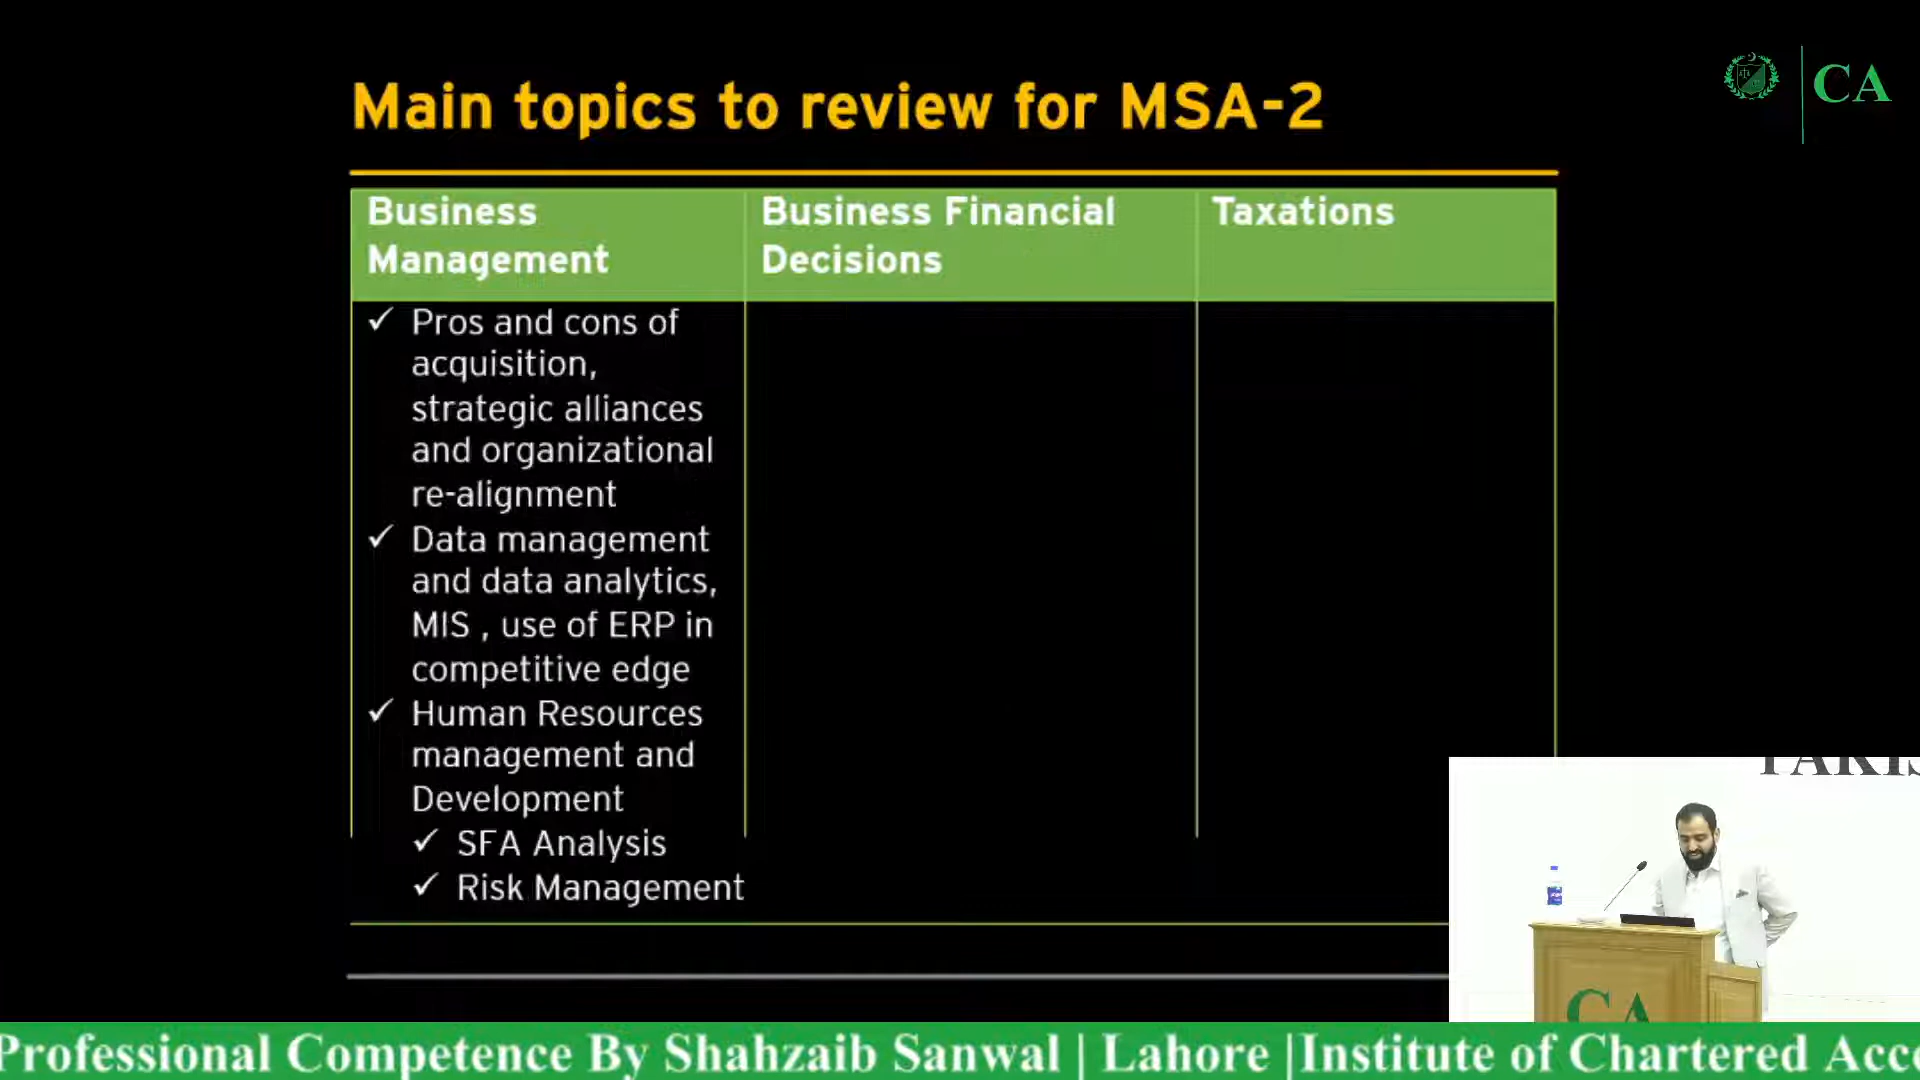 CA
Main topics to review for MSA-2
Business Management
Business Financial Decisions
Taxations
✓ Pros and cons of
acquisition,
strategic alliances
and organizational
re-alignment
✓ Data management
and data analytics,
MIS , use of ERP in
competitive edge
✓ Human Resources
management and
Development
✓ SFA Analysis
✓ Risk Management
CA
Professional Competence By Shahzaib Sanwal | Lahore |Institute of Chartered Acc